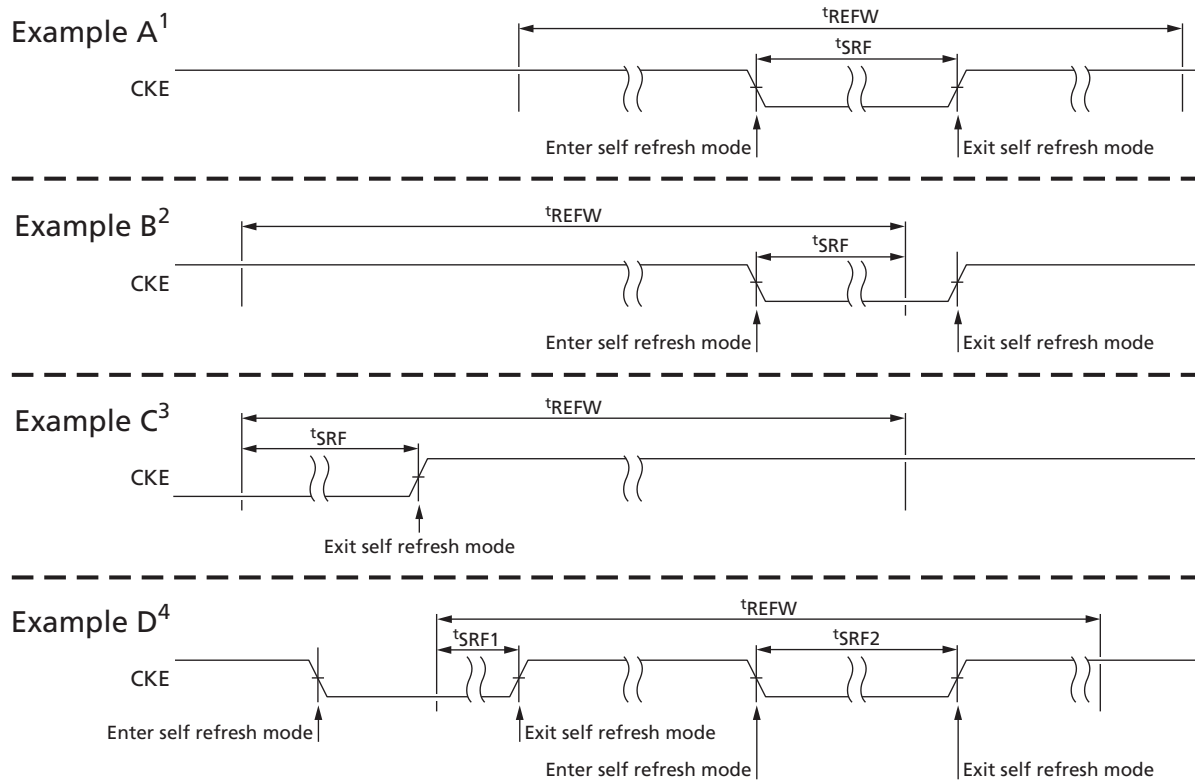 Example A¹
ᵗREFW
ᵗSRF
CKE
Enter self refresh mode
Exit self refresh mode
Example B²
ᵗREFW
ᵗSRF
CKE
Enter self refresh mode
Exit self refresh mode
Example C³
ᵗREFW
ᵗSRF
CKE
Exit self refresh mode
Example D⁴
ᵗREFW
ᵗSRF1
ᵗSRF2
CKE
Enter self refresh mode
Exit self refresh mode
Enter self refresh mode
Exit self refresh mode